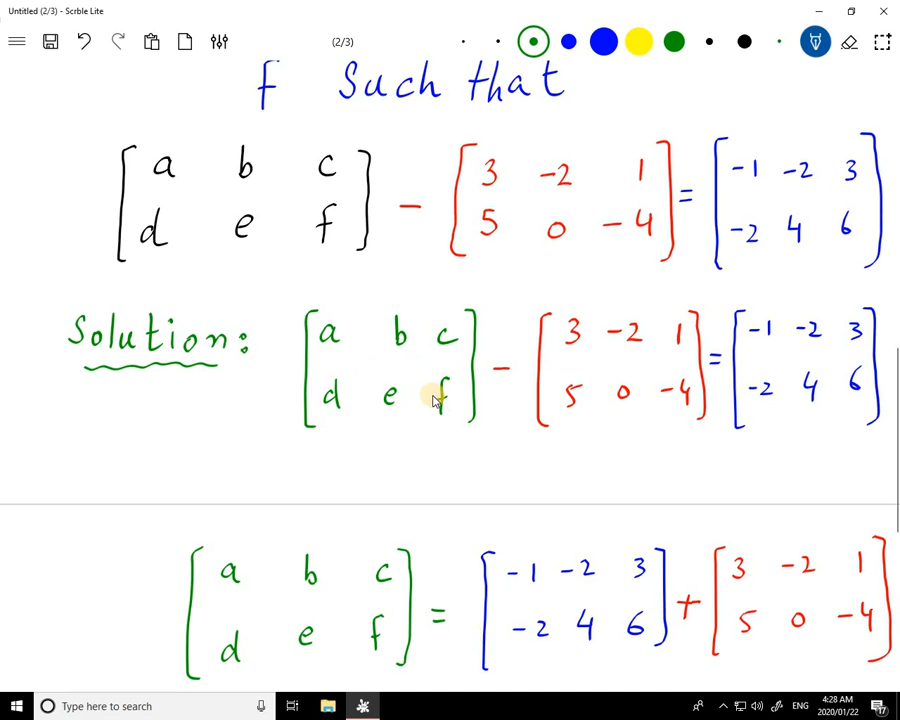 Untitled (2/3) - Scrble Lite
(2/3)
f Such that
[a b c] - [3 -2 1] = [-1 -2 3]
[d e f] [5 0 -4] [-2 4 6]
Solution: [a b c] - [3 -2 1] = [-1 -2 3]
[d e f] [5 0 -4] [-2 4 6]
[a b c] = [-1 -2 3] + [3 -2 1]
[d e f] [-2 4 6] [5 0 -4]
Type here to search
ENG
4:28 AM
2020/01/22
17